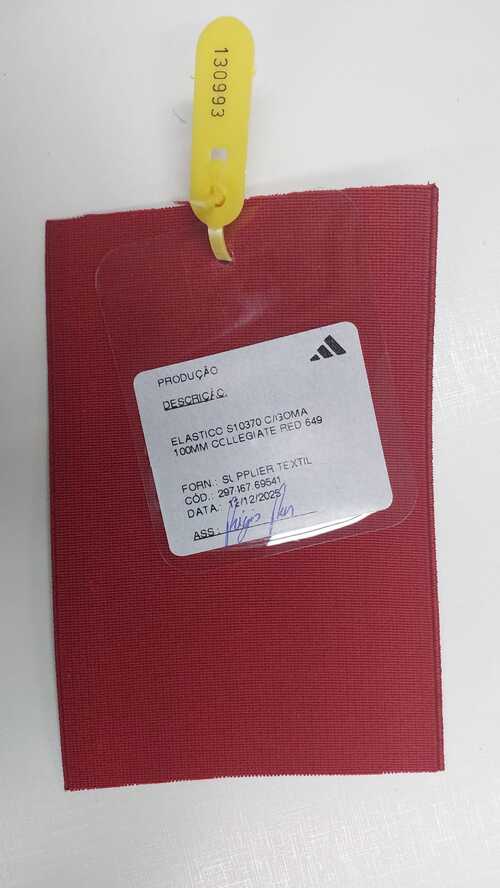 130993
PRODUÇÃO
DESCRIÇÃO:
ELASTICO S10370 C/GOMA
100MM COLLEGIATE RED 649
FORN.: SUPPLIER TEXTIL
CÓD.: 297467.69541
DATA.: 12/12/2025
ASS.: